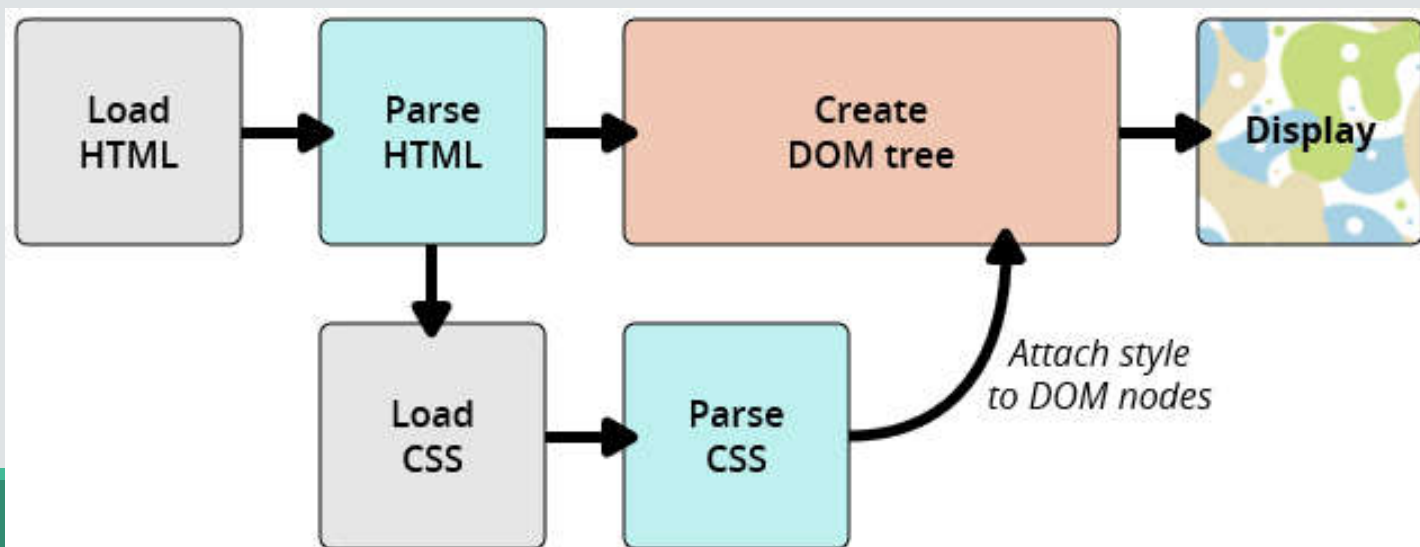 Load
HTML
Parse
HTML
Create
DOM tree
Display
Load
CSS
Parse
CSS
Attach style
to DOM nodes